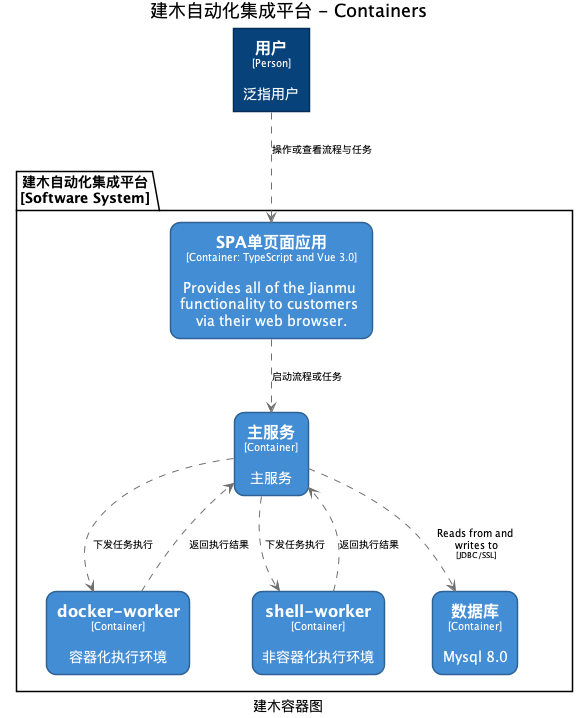 建木自动化集成平台 – Containers
用户
[Person]
泛指用户
操作或查看流程与任务
建木自动化集成平台
[Software System]
SPA单页面应用
[Container: TypeScript and Vue 3.0]
Provides all of the Jianmu
functionality to customers
via their web browser.
启动流程或任务
主服务
[Container]
主服务
下发任务执行
返回执行结果
下发任务执行
返回执行结果
Reads from and
writes to
[JDBC/SSL]
docker-worker
[Container]
容器化执行环境
shell-worker
[Container]
非容器化执行环境
数据库
[Container]
Mysql 8.0
建木容器图